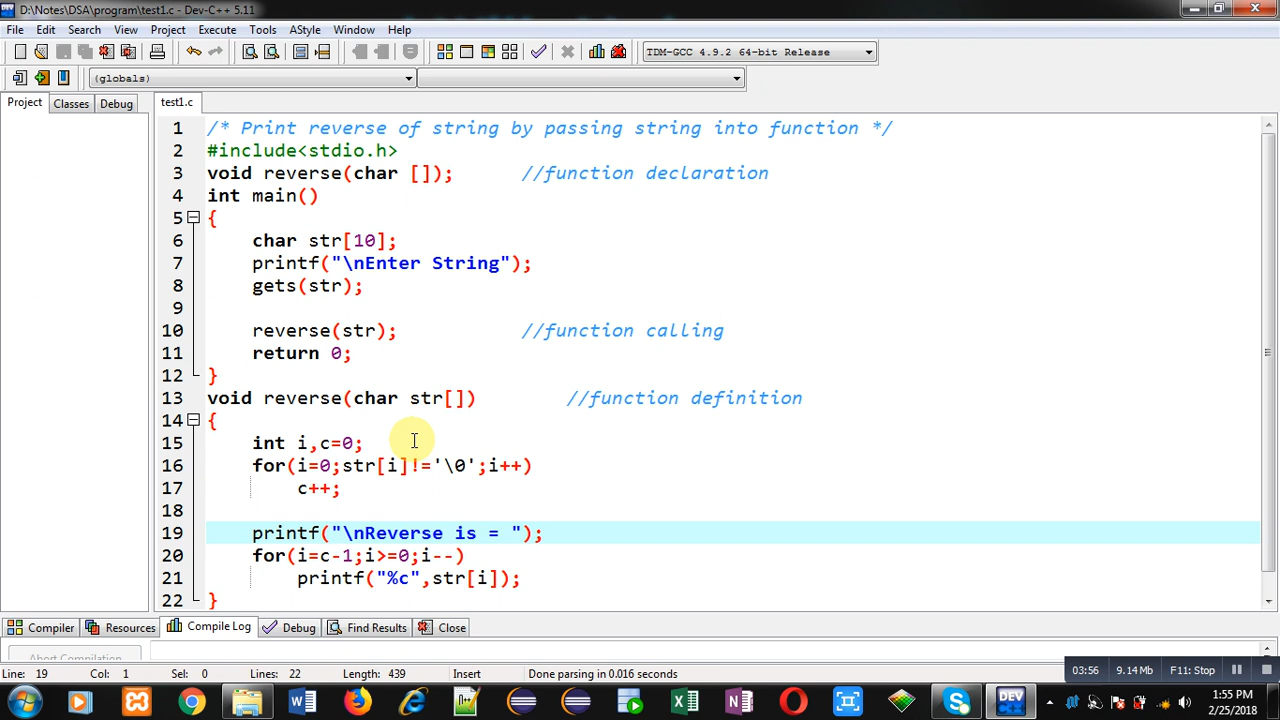 D:\Notes\DSA\program\test1.c - Dev-C++ 5.11
File Edit Search View Project Execute Tools AStyle Window Help
TDM-GCC 4.9.2 64-bit Release
(globals)
Project Classes Debug test1.c
1 /* Print reverse of string by passing string into function */
2 #include<stdio.h>
3 void reverse(char []); //function declaration
4 int main()
5 {
6 char str[10];
7 printf("\nEnter String");
8 gets(str);
9
10 reverse(str); //function calling
11 return 0;
12 }
13 void reverse(char str[]) //function definition
14 {
15 int i,c=0;
16 for(i=0;str[i]!='\0';i++)
17 c++;
18
19 printf("\nReverse is = ");
20 for(i=c-1;i>=0;i--)
21 printf("%c",str[i]);
22 }
Compiler Resources Compile Log Debug Find Results Close
Abort Compilation
Line: 19 Col: 1 Sel: 0 Lines: 22 Length: 439 Insert Done parsing in 0.016 seconds
03:56 9.14 Mb F11: Stop
DEV
1:55 PM
2/25/2018